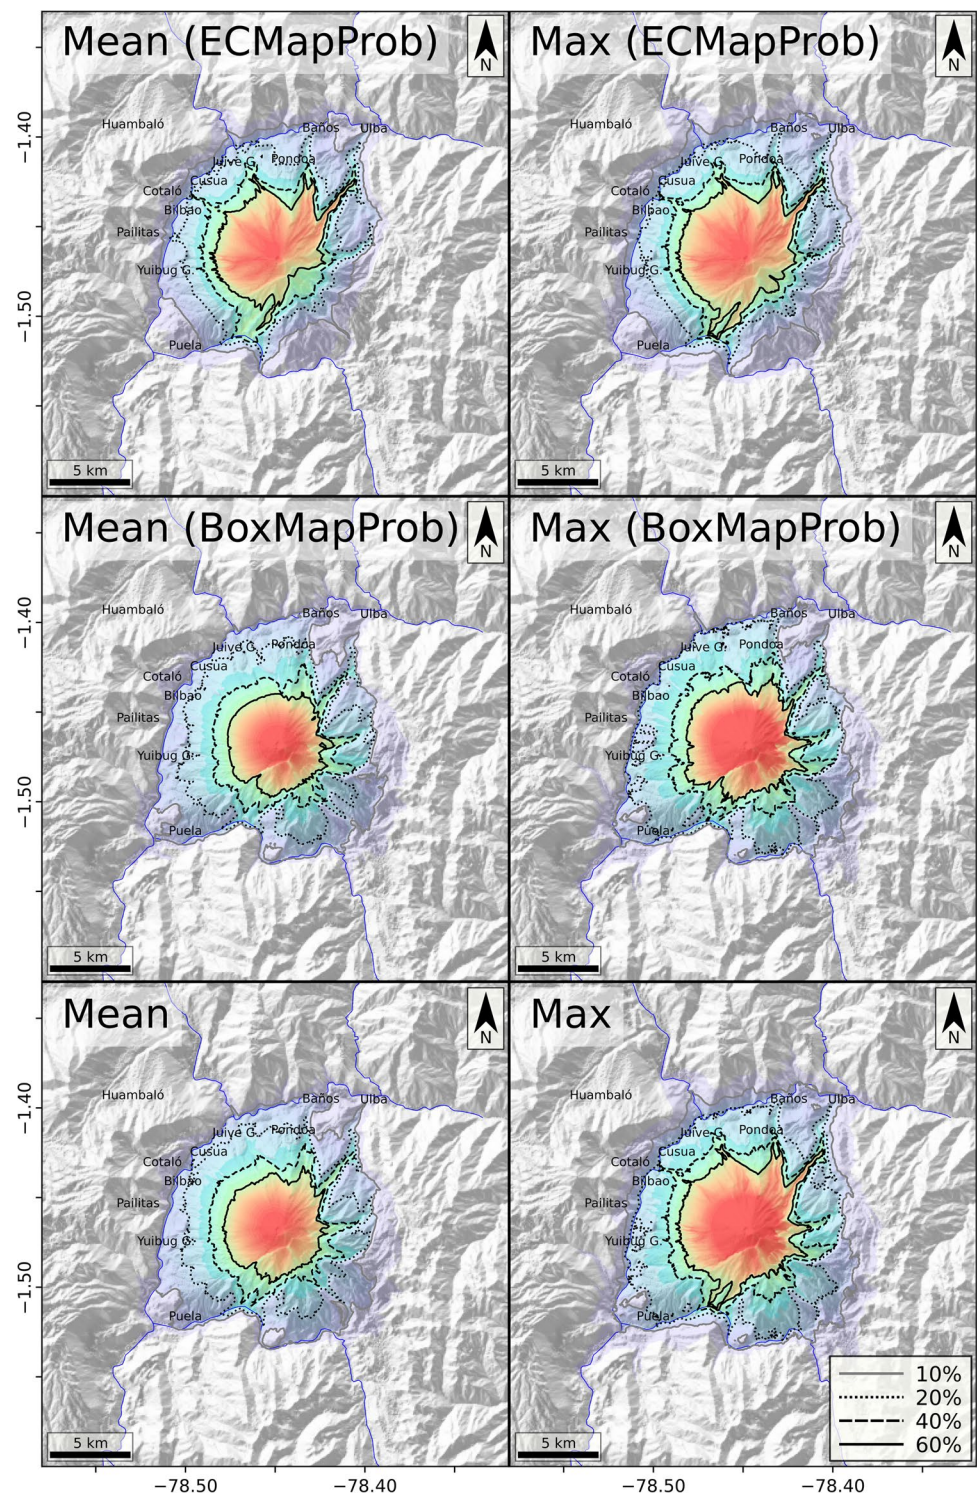 Mean (ECMapProb)
N
Huambaló
Baños
Ulba
Juive G.
Pondoa
Cusua
Cotaló
Bilbao
Pailitas
Yuibug G.
Puela
5 km
−1.40
−1.50
Max (ECMapProb)
N
Huambaló
Baños
Ulba
Juive G.
Pondoa
Cusua
Cotaló
Bilbao
Pailitas
Yuibug G.
Puela
5 km
Mean (BoxMapProb)
N
Huambaló
Baños
Ulba
Juive G.
Pondoa
Cusua
Cotaló
Bilbao
Pailitas
Yuibug G.
Puela
5 km
−1.40
−1.50
Max (BoxMapProb)
N
Huambaló
Baños
Ulba
Juive G.
Pondoa
Cusua
Cotaló
Bilbao
Pailitas
Yuibug G.
Puela
5 km
Mean
N
Huambaló
Baños
Ulba
Juive G.
Pondoa
Cusua
Cotaló
Bilbao
Pailitas
Yuibug G.
Puela
5 km
−1.40
−1.50
−78.50
−78.40
Max
N
Huambaló
Baños
Ulba
Juive G.
Pondoa
Cusua
Cotaló
Bilbao
Pailitas
Yuibug G.
Puela
5 km
10%
20%
40%
60%
−78.50
−78.40